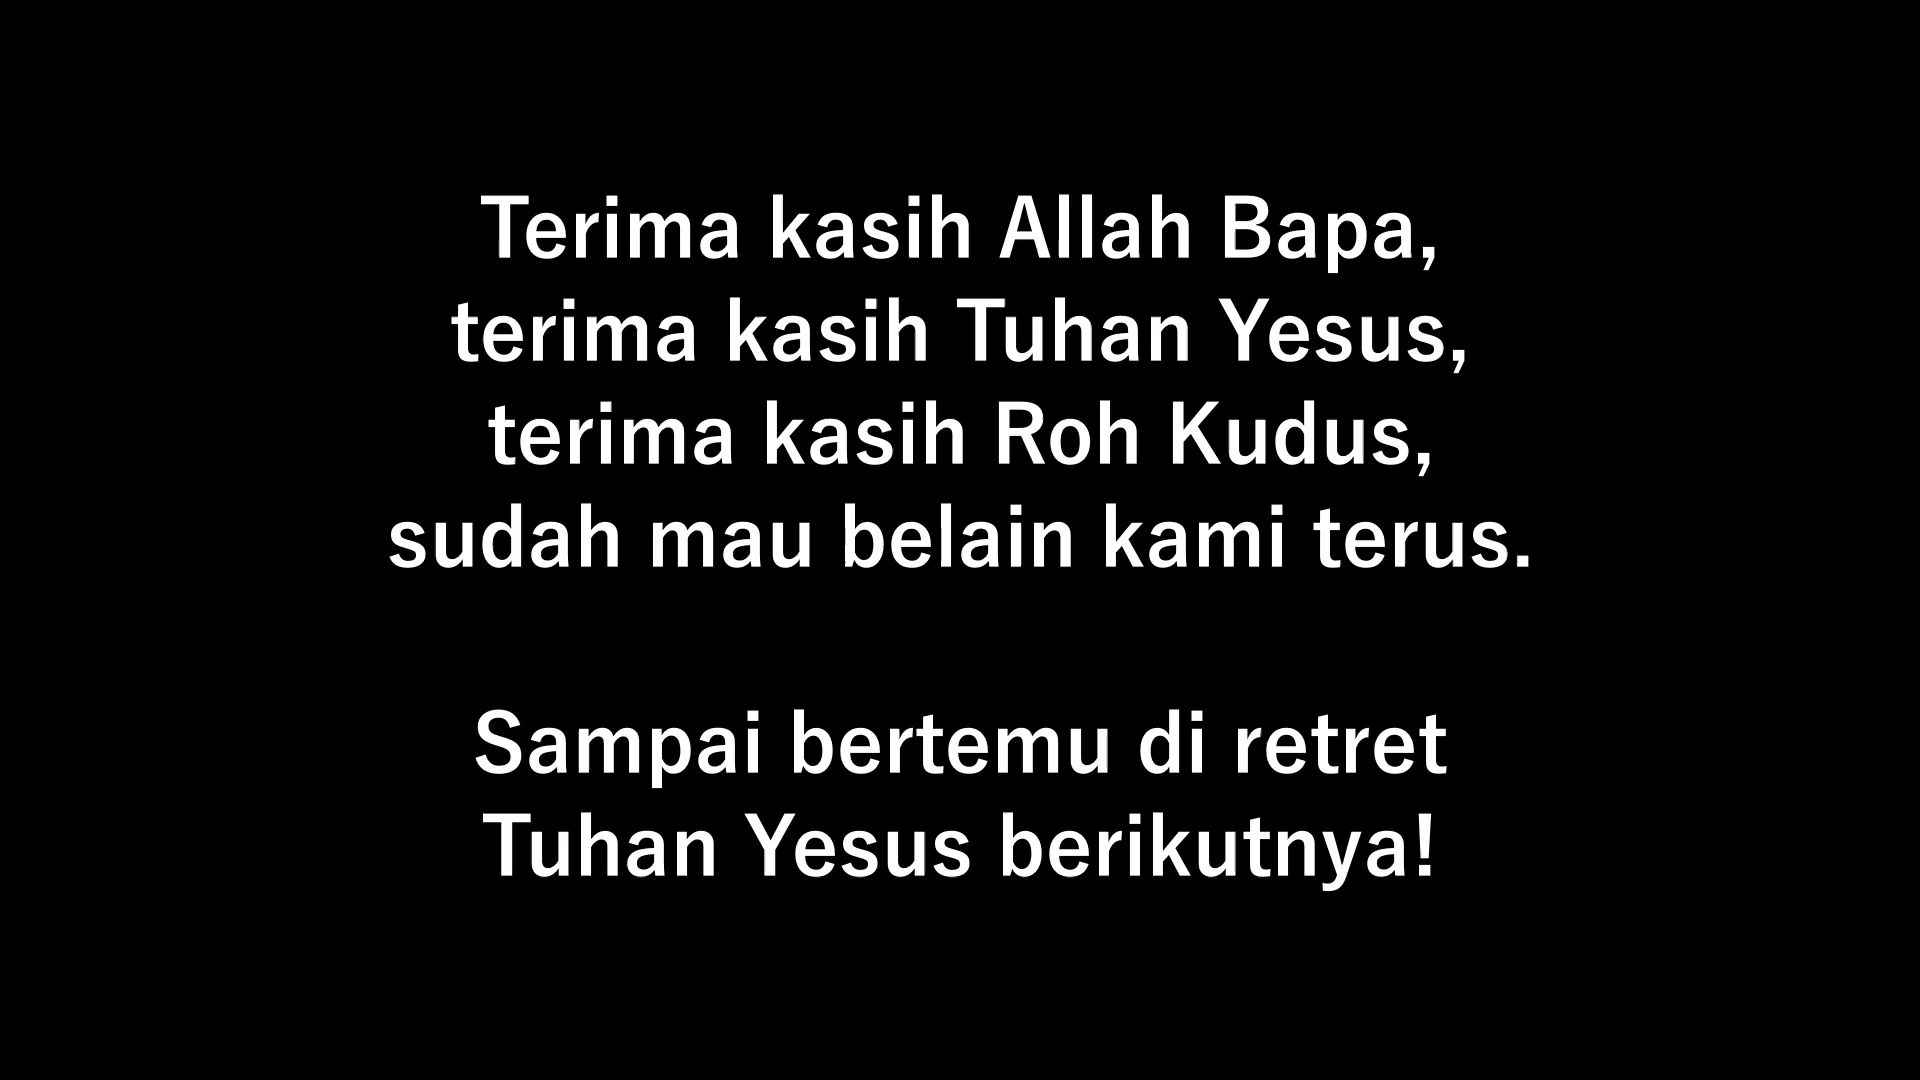 Terima kasih Allah Bapa,
terima kasih Tuhan Yesus,
terima kasih Roh Kudus,
sudah mau belain kami terus.
Sampai bertemu di retret
Tuhan Yesus berikutnya!